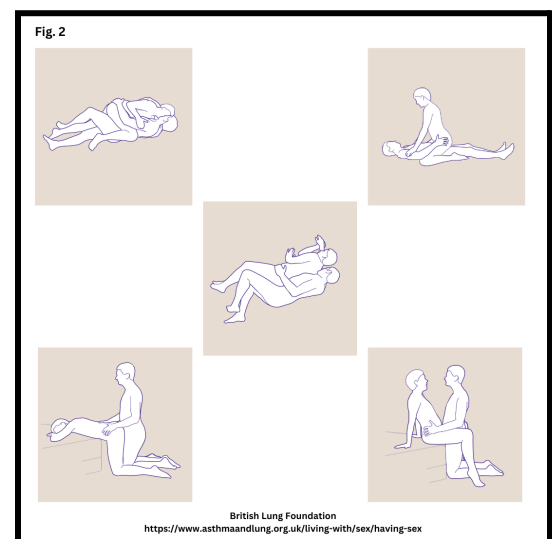 Fig. 2
British Lung Foundation
https://www.asthmaandlung.org.uk/living-with/sex/having-sex